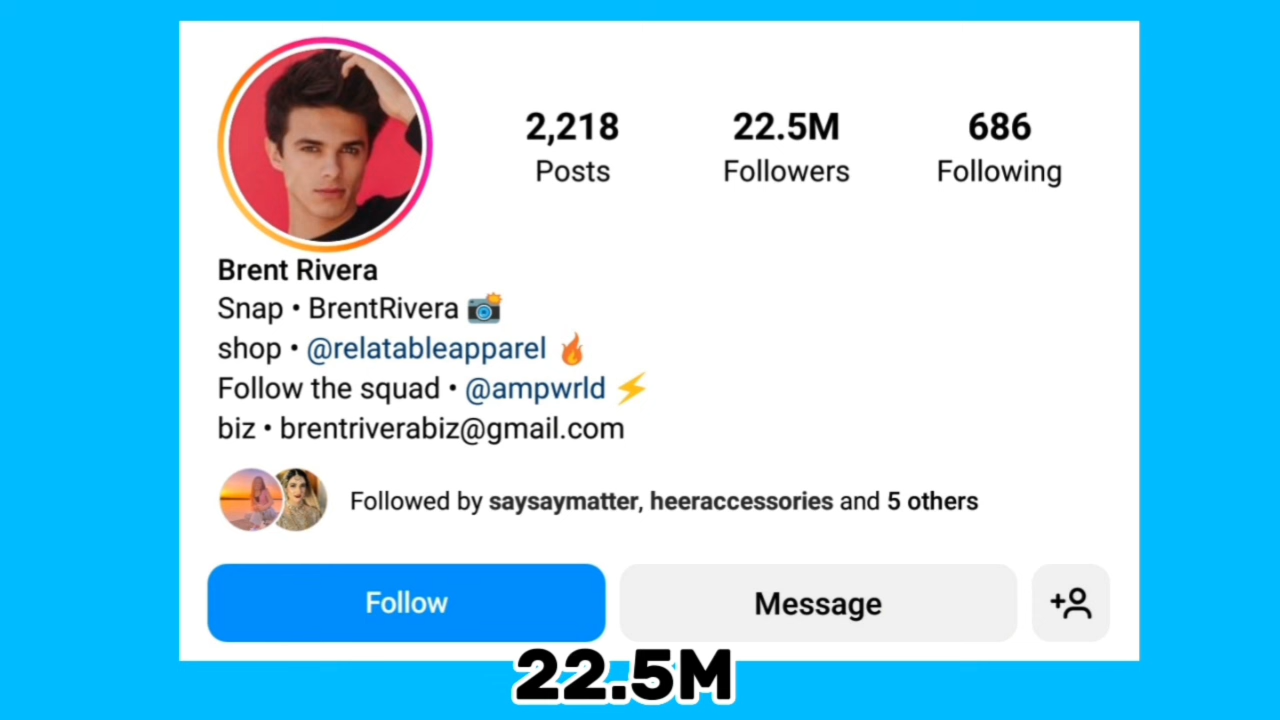 2,218 22.5M 686
Posts Followers Following
Brent Rivera
Snap • BrentRivera 📸
shop • @relatableapparel 🔥
Follow the squad • @ampwrld ⚡
biz • brentriverabiz@gmail.com
Followed by saysaymatter, heeraccessories and 5 others
Follow Message
22.5M